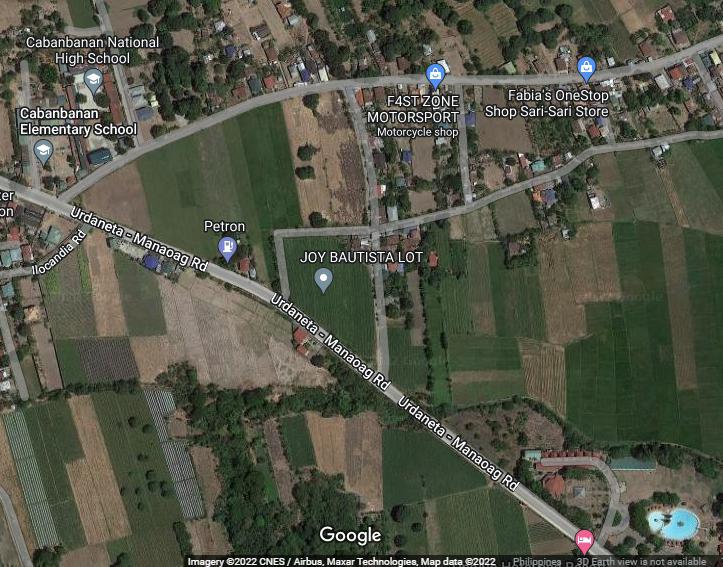 Cabanbanan National
High School
Cabanbanan
Elementary School
F4ST Z0NE
MOTORSPORT
Motorcycle shop
Fabia's OneStop
Shop Sari-Sari Store
Urdaneta - Manaoag Rd
Ilocandia Rd
Petron
JOY BAUTISTA LOT
Urdaneta - Manaoag Rd
Urdaneta - Manaoag Rd
Google
Imagery ©2022 CNES / Airbus, Maxar Technologies, Map data ©2022
Philippines
3D Earth view is not available